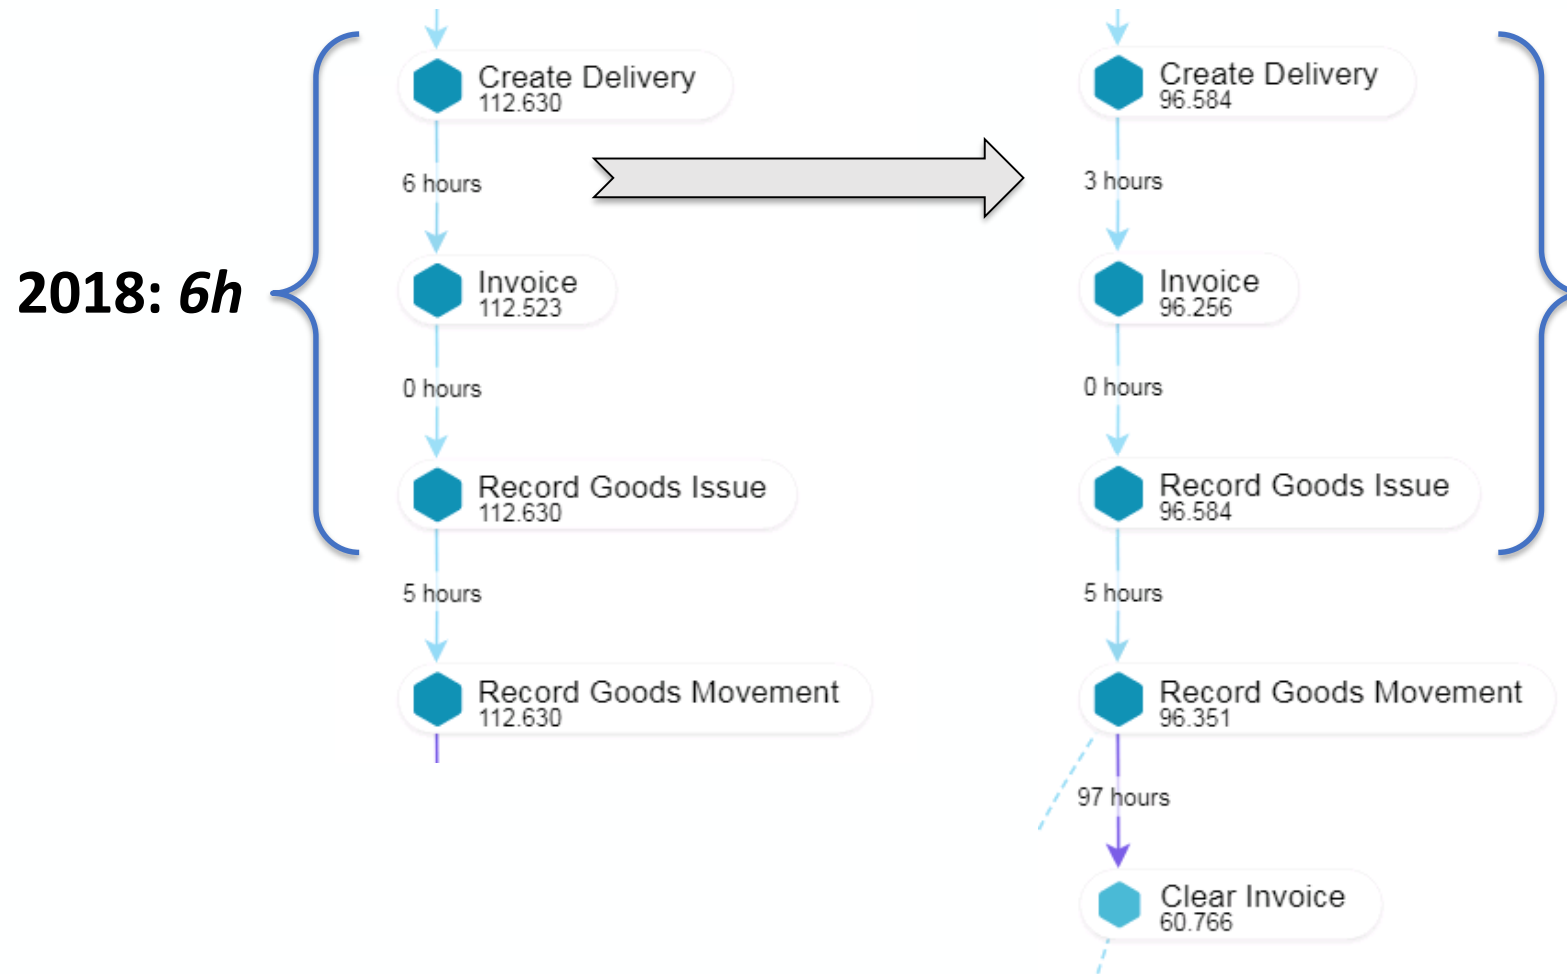 2018: 6h
Create Delivery
112.630
6 hours
Invoice
112.523
0 hours
Record Goods Issue
112.630
5 hours
Record Goods Movement
112.630
Create Delivery
96.584
3 hours
Invoice
96.256
0 hours
Record Goods Issue
96.584
5 hours
Record Goods Movement
96.351
97 hours
Clear Invoice
60.766